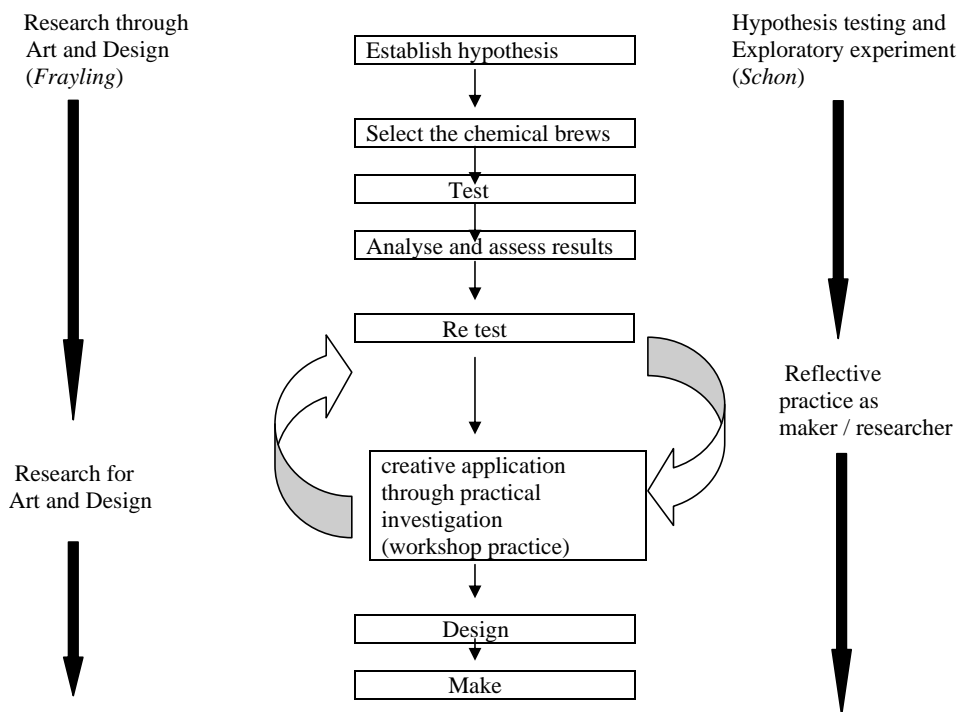 Research through
Art and Design
(Frayling)
Establish hypothesis
Select the chemical brews
Test
Analyse and assess results
Re test
creative application
through practical
investigation
(workshop practice)
Design
Make
Research for
Art and Design
Hypothesis testing and
Exploratory experiment
(Schon)
Reflective
practice as
maker / researcher